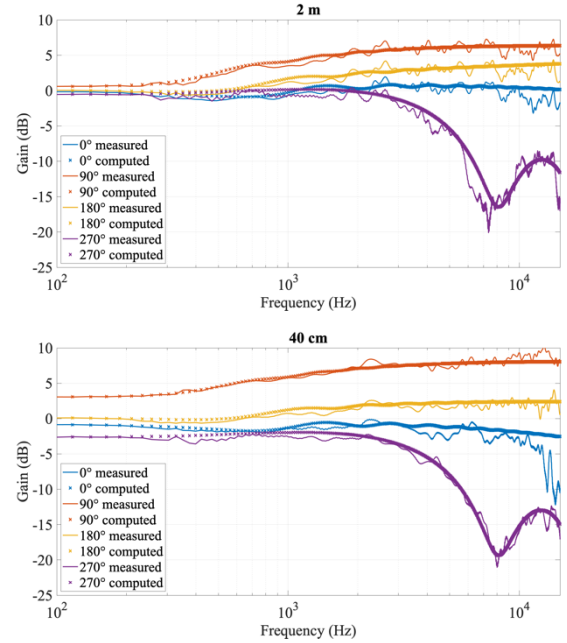 2 m
10
5
0
-5
-10
-15
-20
-25
Gain (dB)
0° measured
0° computed
90° measured
90° computed
180° measured
180° computed
270° measured
270° computed
10²
10³
10⁴
Frequency (Hz)
40 cm
10
5
0
-5
-10
-15
-20
-25
Gain (dB)
0° measured
0° computed
90° measured
90° computed
180° measured
180° computed
270° measured
270° computed
10²
10³
10⁴
Frequency (Hz)